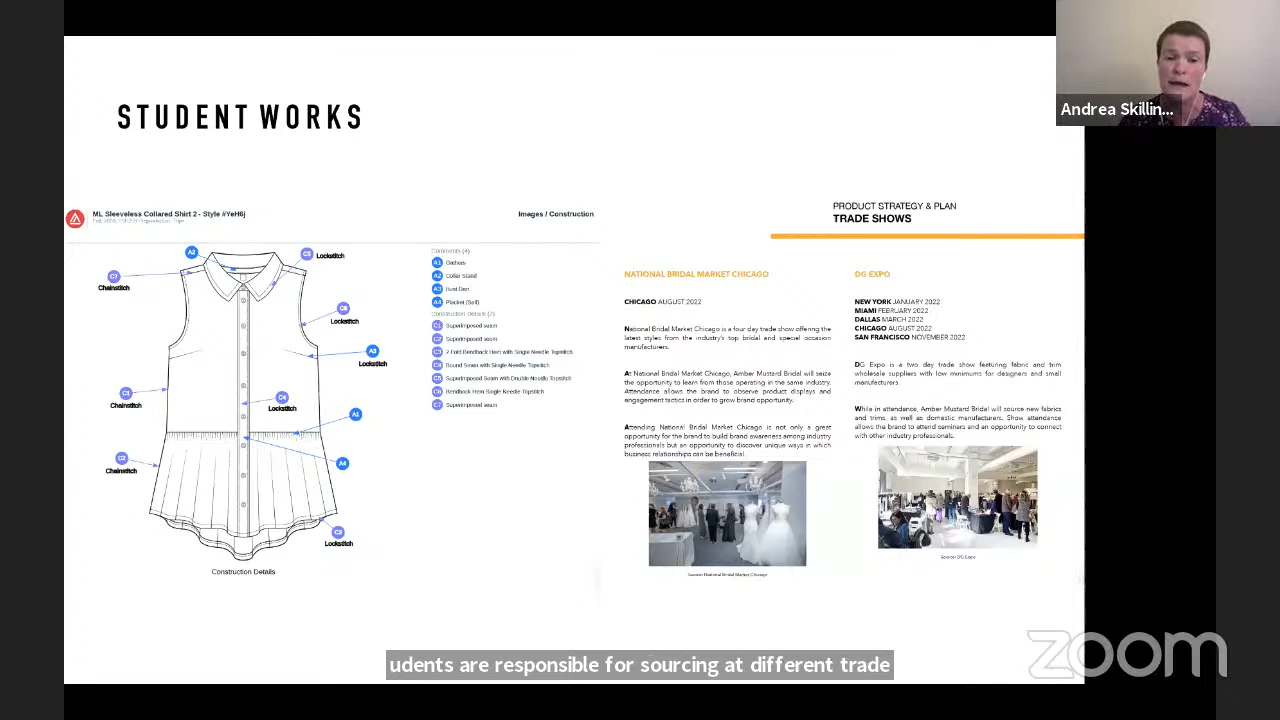 Andrea Skillin...
STUDENT WORKS
ML Sleeveless Collared Shirt 2 - Style #YeH6j
Images / Construction
A2
C5
Lockstitch
C7
Chainstitch
C6
Lockstitch
A3
Lockstitch
C1
Chainstitch
C4
Lockstitch
A1
C2
Chainstitch
A4
C3
Lockstitch
Construction Details
Comments (4)
A1 Gathers
A2 Collar Stand
A3 Bust Dart
A4 Placket (Self)
Construction Details (7)
C1 Superimposed seam
C2 Superimposed seam
C3 2 Fold Bendback Hem with Single Needle Topstitch
C4 Bound Seam with Single Needle Topstitch
C5 Superimposed Seam with Double Needle Topstitch
C6 Bendback Hem Single Needle Topstitch
C7 Superimposed seam
PRODUCT STRATEGY & PLAN
TRADE SHOWS
NATIONAL BRIDAL MARKET CHICAGO
CHICAGO AUGUST 2022
National Bridal Market Chicago is a four day trade show offering the
latest styles from the industry's top bridal and special occasion
manufacturers.
At National Bridal Market Chicago, Amber Mustard Bridal will seize
the opportunity to learn from those operating in the same industry.
Attendance allows the brand to observe product displays and
engagement tactics in order to grow brand opportunity.
Attending National Bridal Market Chicago is not only a great
opportunity for the brand to build brand awareness among industry
professionals but an opportunity to discover unique ways in which
business relationships can be beneficial.
Source: National Bridal Market Chicago
DG EXPO
NEW YORK JANUARY 2022
MIAMI FEBRUARY 2022
DALLAS MARCH 2022
CHICAGO AUGUST 2022
SAN FRANCISCO NOVEMBER 2022
DG Expo is a two day trade show featuring fabric and trim
wholesale suppliers with low minimums for designers and small
manufacturers.
While in attendance, Amber Mustard Bridal will source new fabrics
and trims, as well as domestic manufacturers. Show attendance
allows the brand to attend seminars and an opportunity to connect
with other industry professionals.
Source: DG Expo
udents are responsible for sourcing at different trade
zoom